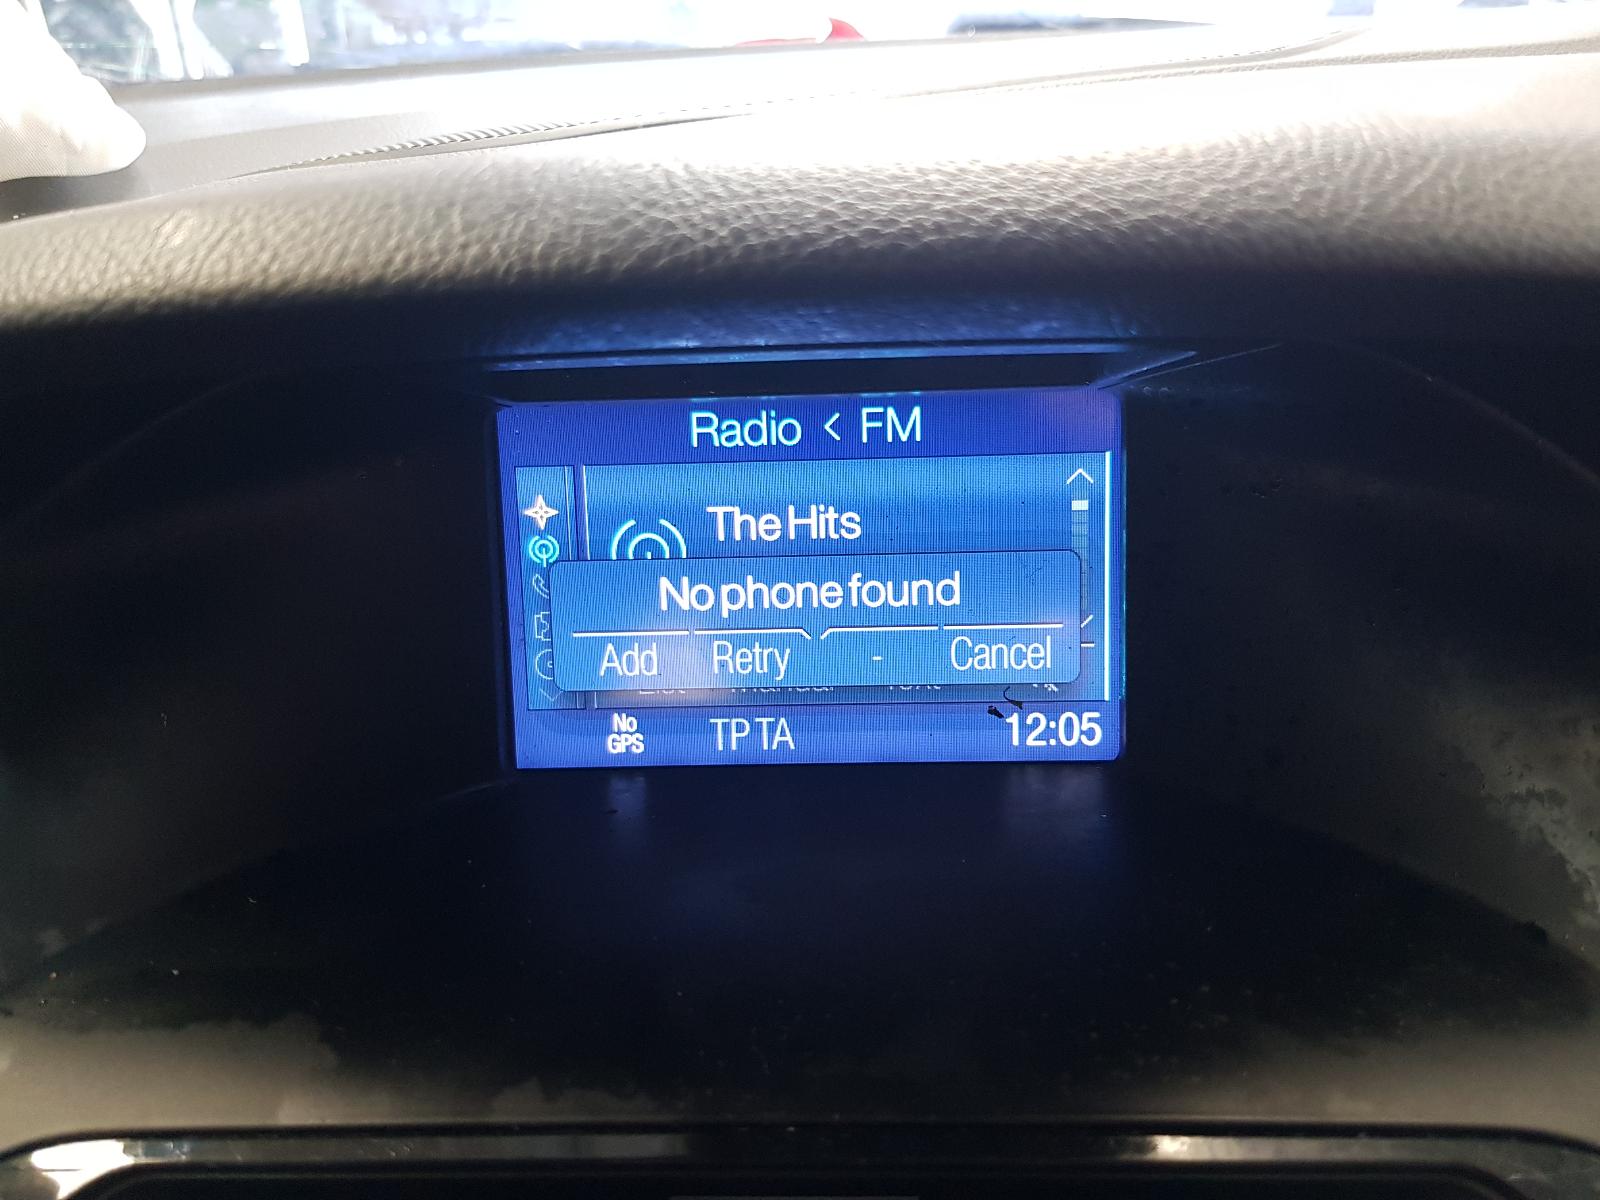 Radio < FM
The Hits
No phone found
Add Retry - Cancel
No
GPS
TP TA
12:05